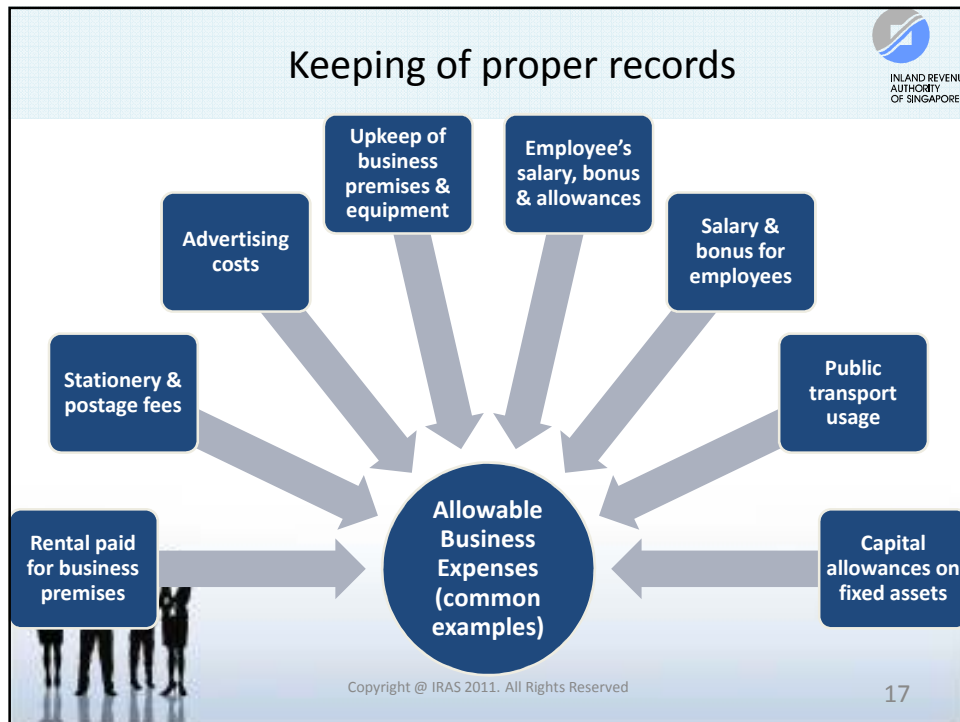 Keeping of proper records
INLAND REVENU
AUTHORITY
OF SINGAPORE
Upkeep of
business
premises &
equipment
Employee’s
salary, bonus
& allowances
Advertising
costs
Salary &
bonus for
employees
Stationery &
postage fees
Public
transport
usage
Rental paid
for business
premises
Allowable
Business
Expenses
(common
examples)
Capital
allowances on
fixed assets
Copyright @ IRAS 2011. All Rights Reserved
17